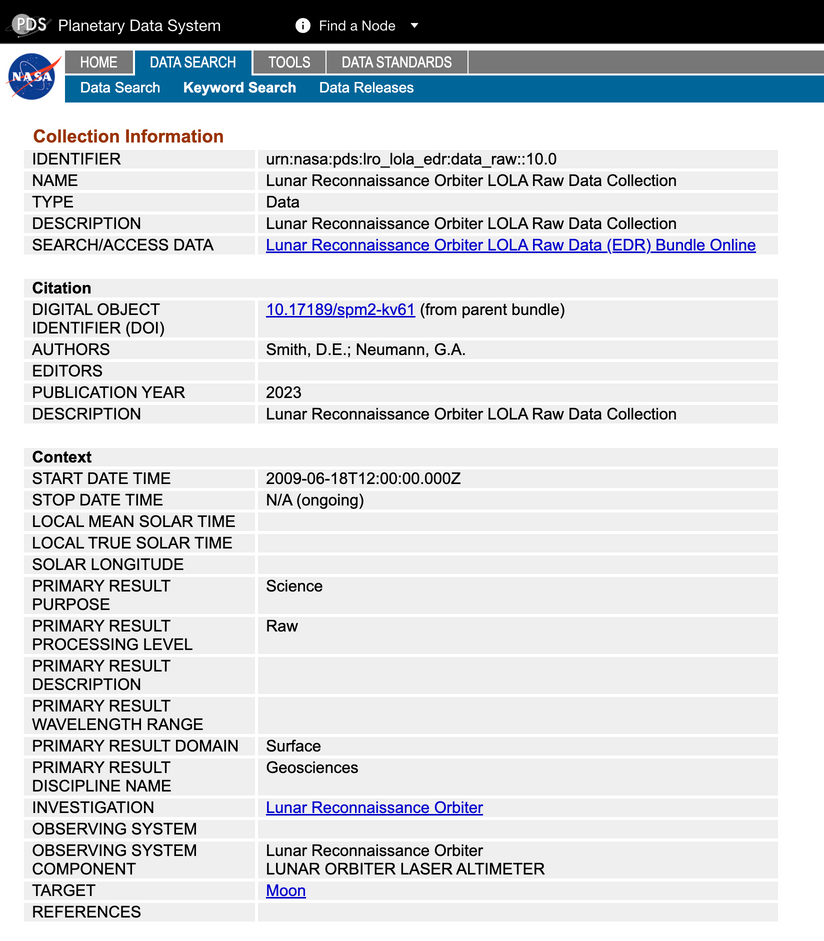 PDS Planetary Data System
i Find a Node
NASA
HOME DATA SEARCH TOOLS DATA STANDARDS
Data Search Keyword Search Data Releases
Collection Information
IDENTIFIER urn:nasa:pds:lro_lola_edr:data_raw::10.0
NAME Lunar Reconnaissance Orbiter LOLA Raw Data Collection
TYPE Data
DESCRIPTION Lunar Reconnaissance Orbiter LOLA Raw Data Collection
SEARCH/ACCESS DATA Lunar Reconnaissance Orbiter LOLA Raw Data (EDR) Bundle Online
Citation
DIGITAL OBJECT
IDENTIFIER (DOI) 10.17189/spm2-kv61 (from parent bundle)
AUTHORS Smith, D.E.; Neumann, G.A.
EDITORS
PUBLICATION YEAR 2023
DESCRIPTION Lunar Reconnaissance Orbiter LOLA Raw Data Collection
Context
START DATE TIME 2009-06-18T12:00:00.000Z
STOP DATE TIME N/A (ongoing)
LOCAL MEAN SOLAR TIME
LOCAL TRUE SOLAR TIME
SOLAR LONGITUDE
PRIMARY RESULT
PURPOSE Science
PRIMARY RESULT
PROCESSING LEVEL Raw
PRIMARY RESULT
DESCRIPTION
PRIMARY RESULT
WAVELENGTH RANGE
PRIMARY RESULT DOMAIN Surface
PRIMARY RESULT
DISCIPLINE NAME Geosciences
INVESTIGATION Lunar Reconnaissance Orbiter
OBSERVING SYSTEM
OBSERVING SYSTEM Lunar Reconnaissance Orbiter
COMPONENT LUNAR ORBITER LASER ALTIMETER
TARGET Moon
REFERENCES